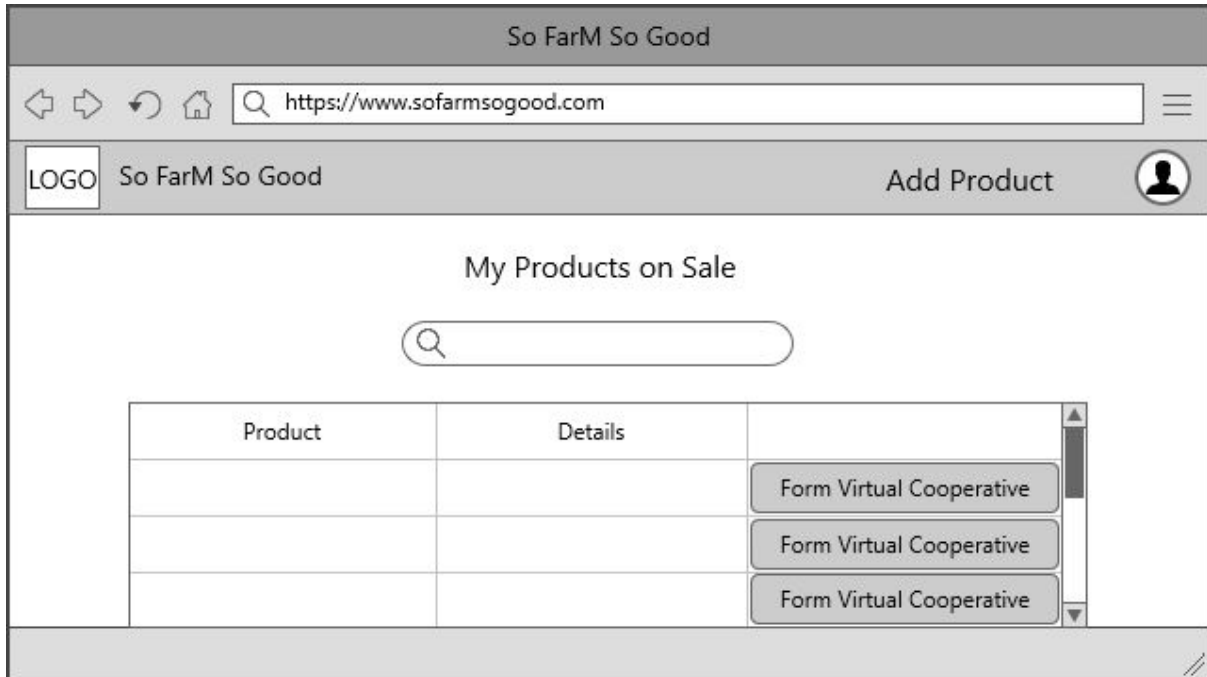 So FarM So Good
https://www.sofarmsogood.com
LOGO So FarM So Good Add Product
My Products on Sale
Product Details
Form Virtual Cooperative
Form Virtual Cooperative
Form Virtual Cooperative